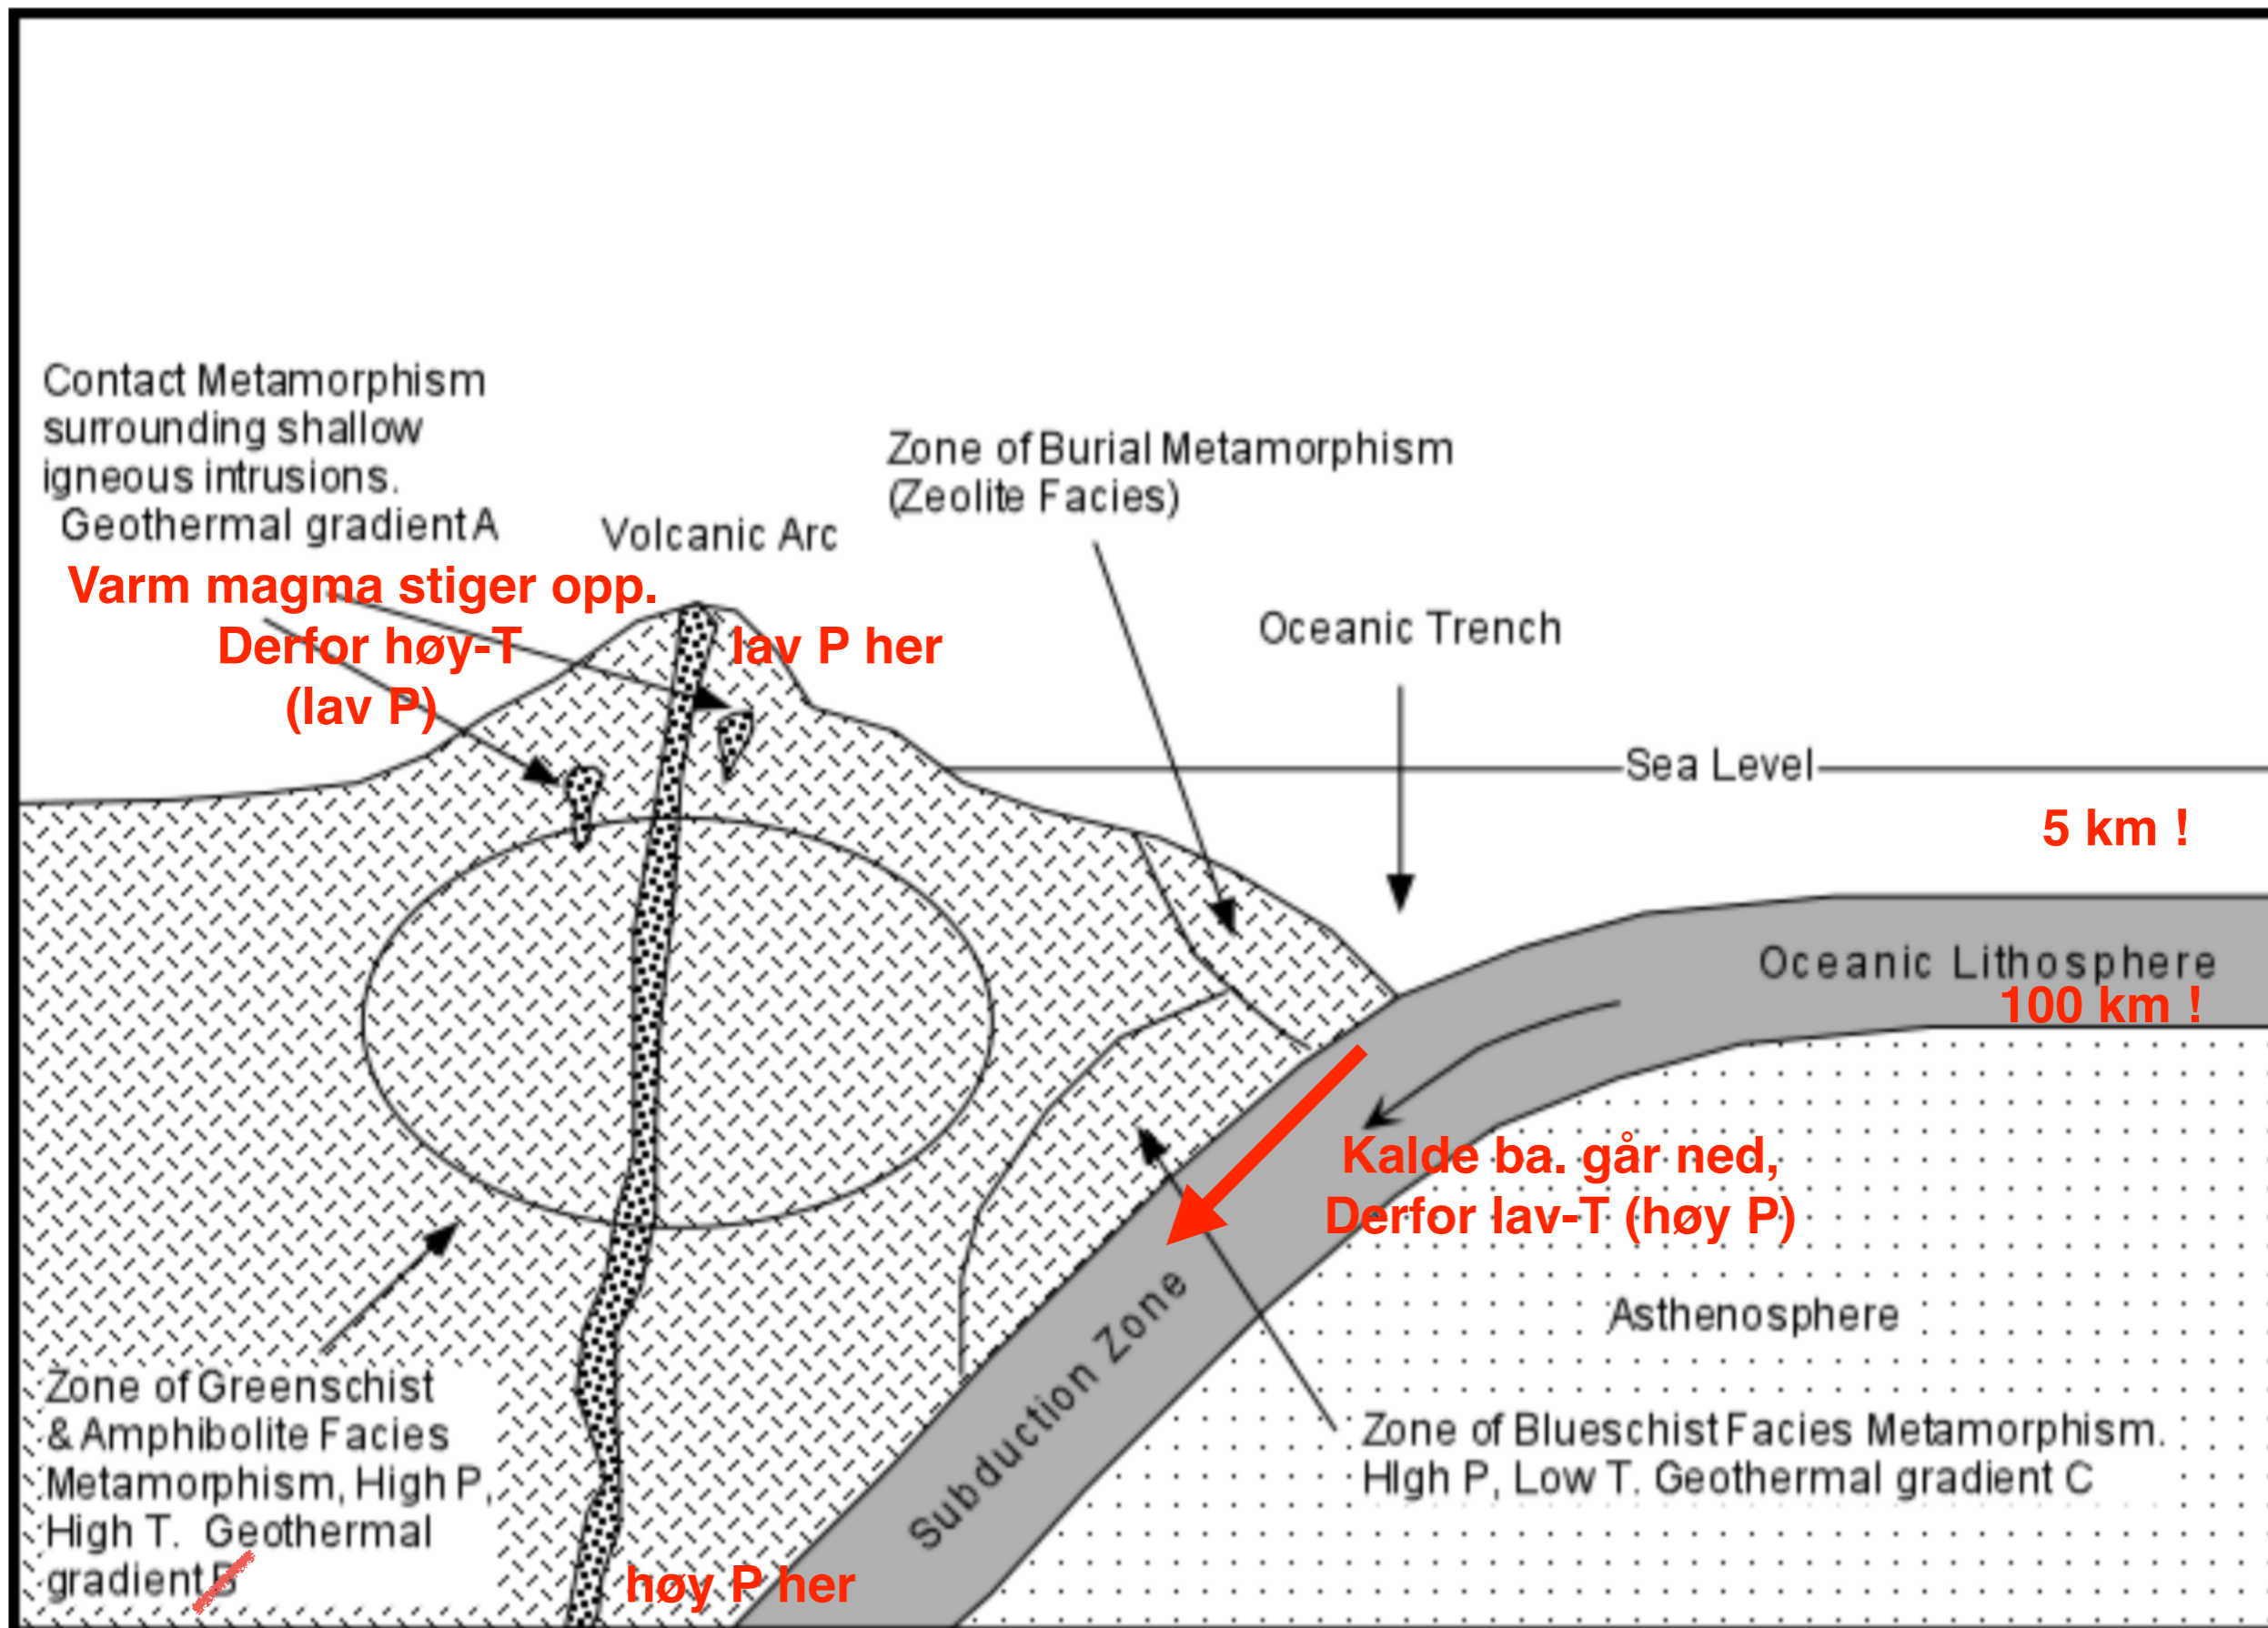 Contact Metamorphism
surrounding shallow
igneous intrusions.
Geothermal gradient A
Varm magma stiger opp.
Derfor høy-T
(lav P)
Volcanic Arc
lav P her
Zone of Burial Metamorphism
(Zeolite Facies)
Oceanic Trench
Sea Level
5 km !
Oceanic Lithosphere
100 km !
Kalde ba. går ned,
Derfor lav-T (høy P)
Asthenosphere
Subduction Zone
Zone of Greenschist
& Amphibolite Facies
Metamorphism, High P,
High T. Geothermal
gradient B
høy P her
Zone of Blueschist Facies Metamorphism.
HIgh P, Low T. Geothermal gradient C